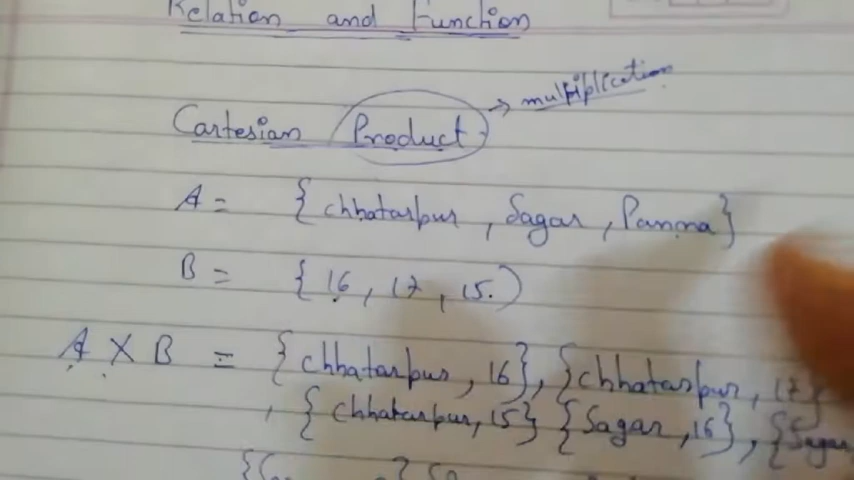 Relation and Function
Cartesian Product → multiplication
A = {chhatarpur, Sagar, Panna}
B = {16, 17, 15.)
A X B = {chhatarpur, 16}, {chhatarpur, 17}
, {chhatarpur, 15} {Sagar, 16}, {Sagar